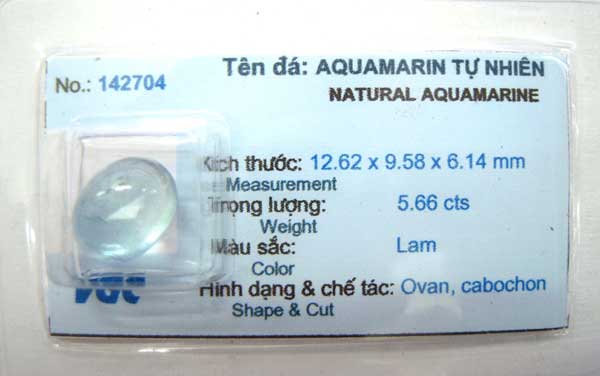 No.: 142704
Tên đá: AQUAMARIN TỰ NHIÊN
NATURAL AQUAMARINE
Kích thước: 12.62 x 9.58 x 6.14 mm
Measurement
Trọng lượng: 5.66 cts
Weight
Màu sắc: Lam
Color
Hình dạng & chế tác: Ovan, cabochon
Shape & Cut